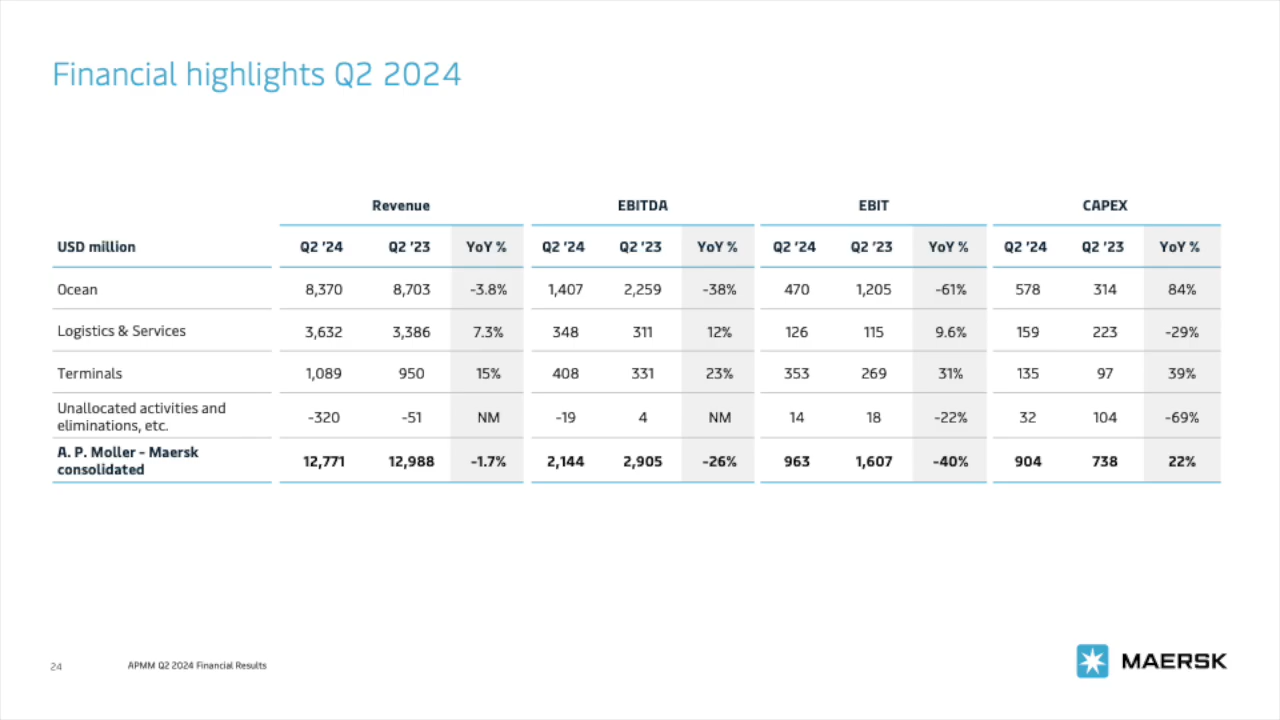 Financial highlights Q2 2024
Revenue EBITDA EBIT CAPEX
USD million Q2 ’24 Q2 ’23 YoY % Q2 ’24 Q2 ’23 YoY % Q2 ’24 Q2 ’23 YoY % Q2 ’24 Q2 ’23 YoY %
Ocean 8,370 8,703 -3.8% 1,407 2,259 -38% 470 1,205 -61% 578 314 84%
Logistics & Services 3,632 3,386 7.3% 348 311 12% 126 115 9.6% 159 223 -29%
Terminals 1,089 950 15% 408 331 23% 353 269 31% 135 97 39%
Unallocated activities and
eliminations, etc. -320 -51 NM -19 4 NM 14 18 -22% 32 104 -69%
A. P. Moller - Maersk
consolidated 12,771 12,988 -1.7% 2,144 2,905 -26% 963 1,607 -40% 904 738 22%
24 APMM Q2 2024 Financial Results
MAERSK